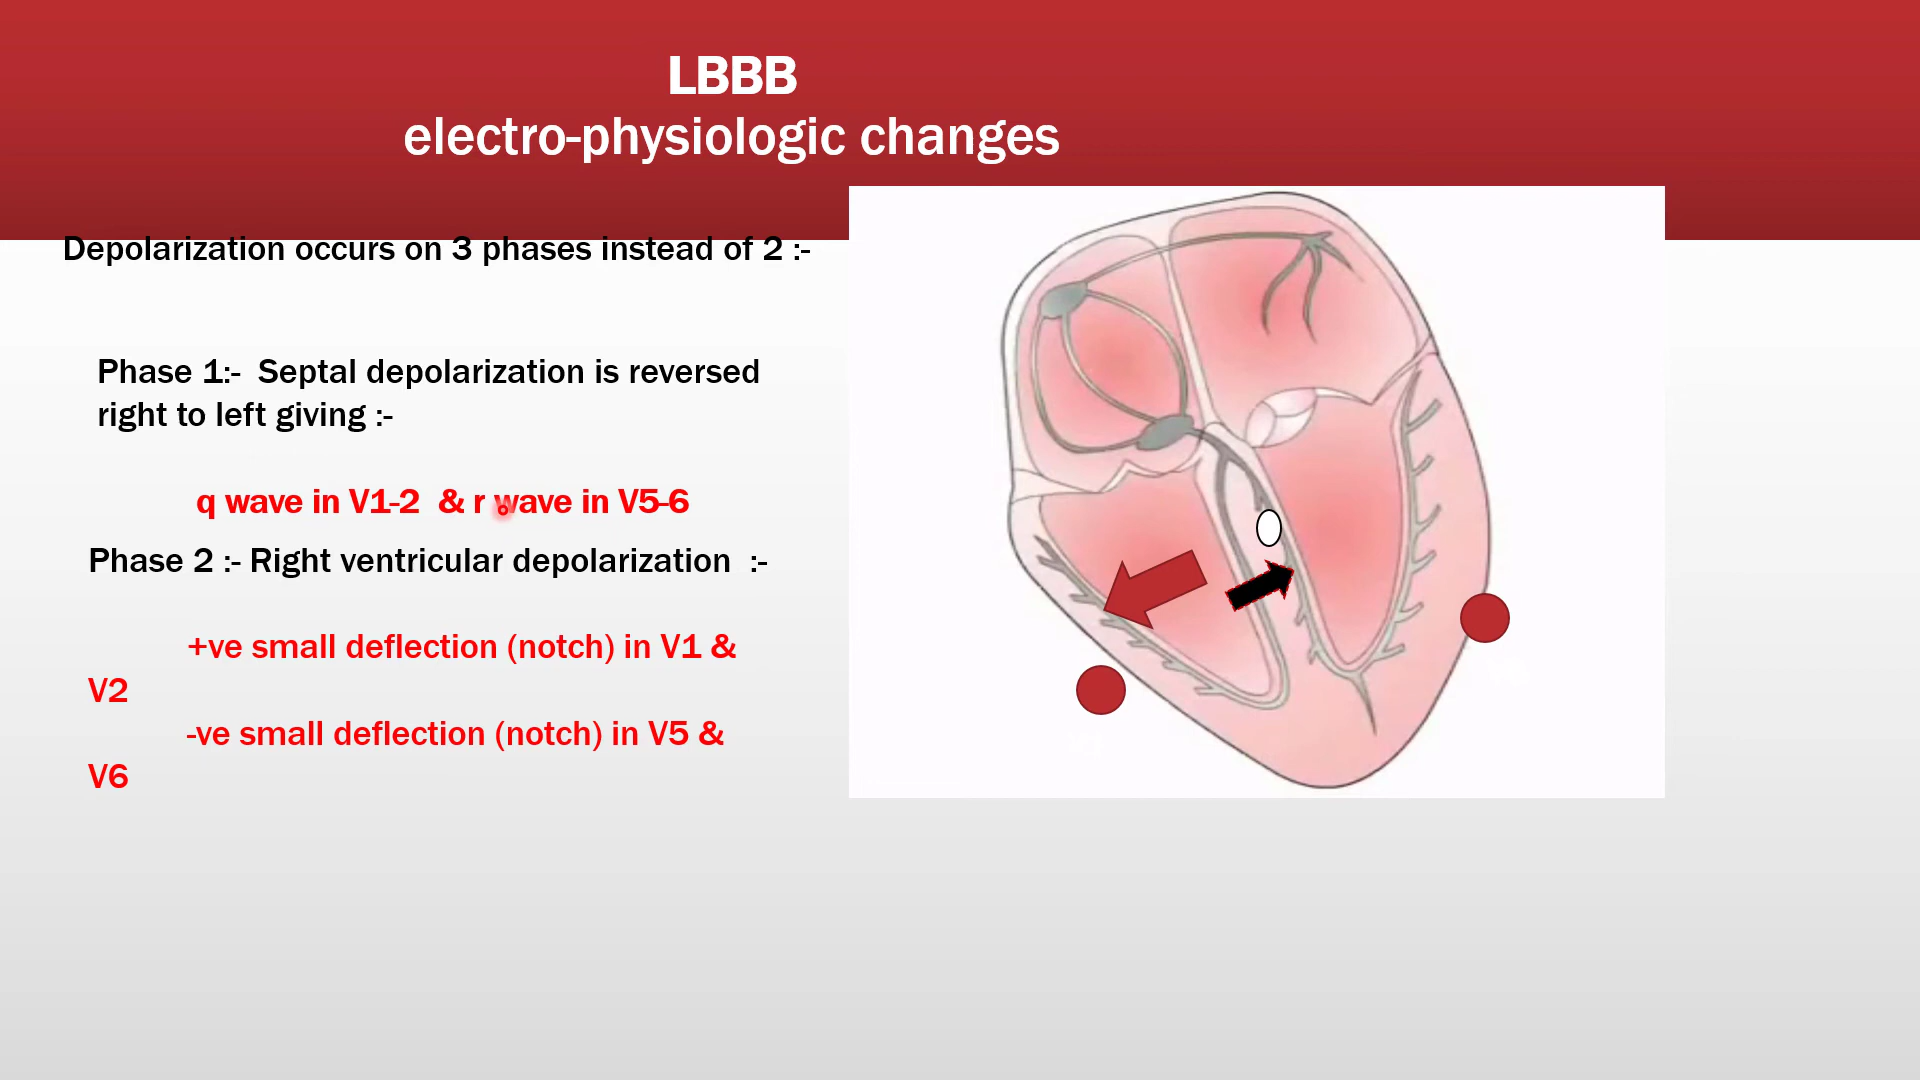 LBBB
electro-physiologic changes
Depolarization occurs on 3 phases instead of 2 :-
Phase 1:-  Septal depolarization is reversed
right to left giving :-
q wave in V1-2  & r wave in V5-6
Phase 2 :- Right ventricular depolarization  :-
+ve small deflection (notch) in V1 &
V2
-ve small deflection (notch) in V5 &
V6